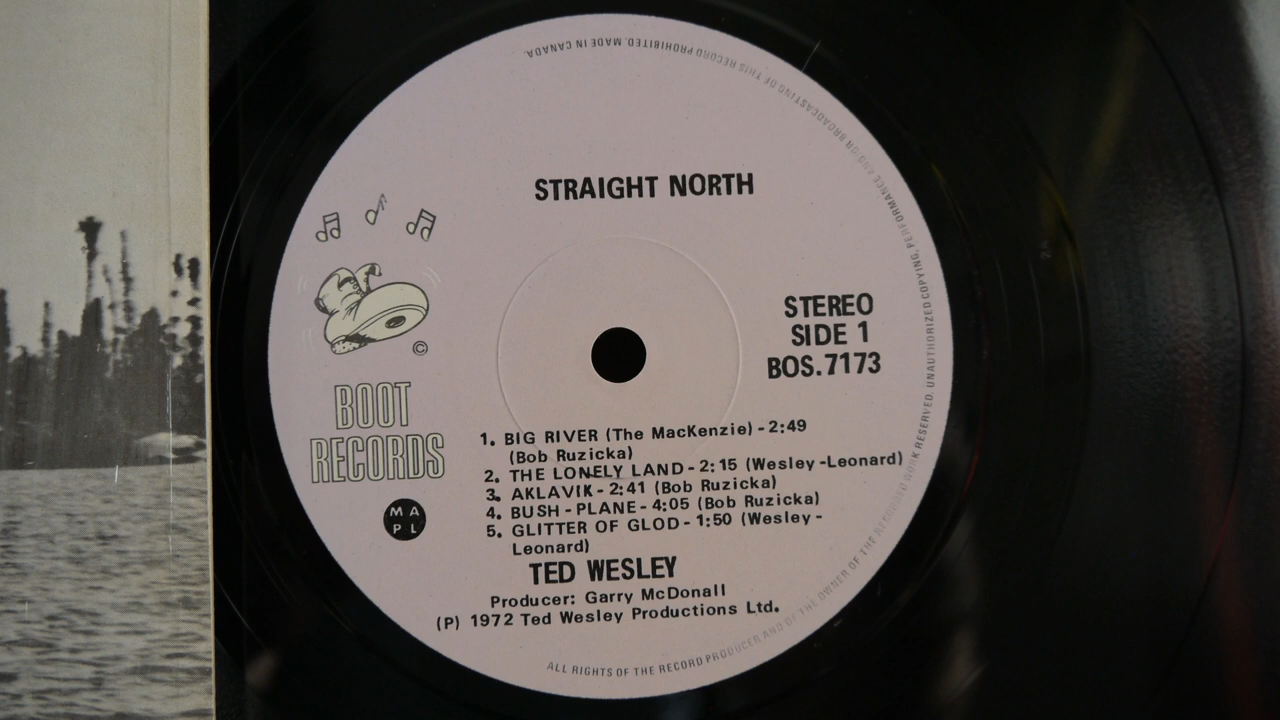 STRAIGHT NORTH
STEREO
SIDE 1
BOS.7173
©
BOOT
RECORDS
MA
PL
1. BIG RIVER (The MacKenzie) - 2:49
(Bob Ruzicka)
2. THE LONELY LAND - 2:15 (Wesley -Leonard)
3. AKLAVIK - 2:41 (Bob Ruzicka)
4. BUSH - PLANE - 4:05 (Bob Ruzicka)
5. GLITTER OF GLOD - 1:50 (Wesley -
Leonard)
TED WESLEY
Producer: Garry McDonall
(P) 1972 Ted Wesley Productions Ltd.
ALL RIGHTS OF THE RECORD PRODUCER AND OF THE OWNER OF THE RECORDED WORK RESERVED. UNAUTHORIZED COPYING, PERFORMANCE AND/OR BROADCASTING OF THIS RECORD PROHIBITED. MADE IN CANADA.